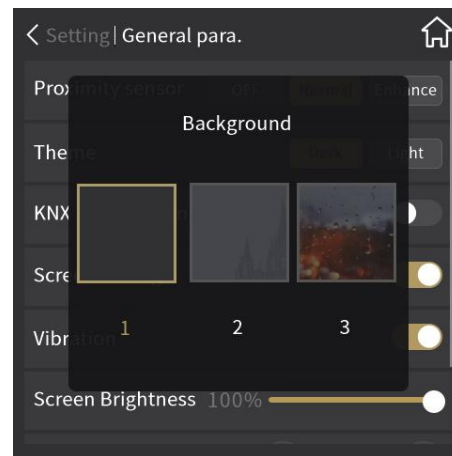 Setting | General para.
Proximity sensor OFF Normal Enhance
Background
Theme Dark Light
KNX
Scre
1 2 3
Vibration
Screen Brightness 100%